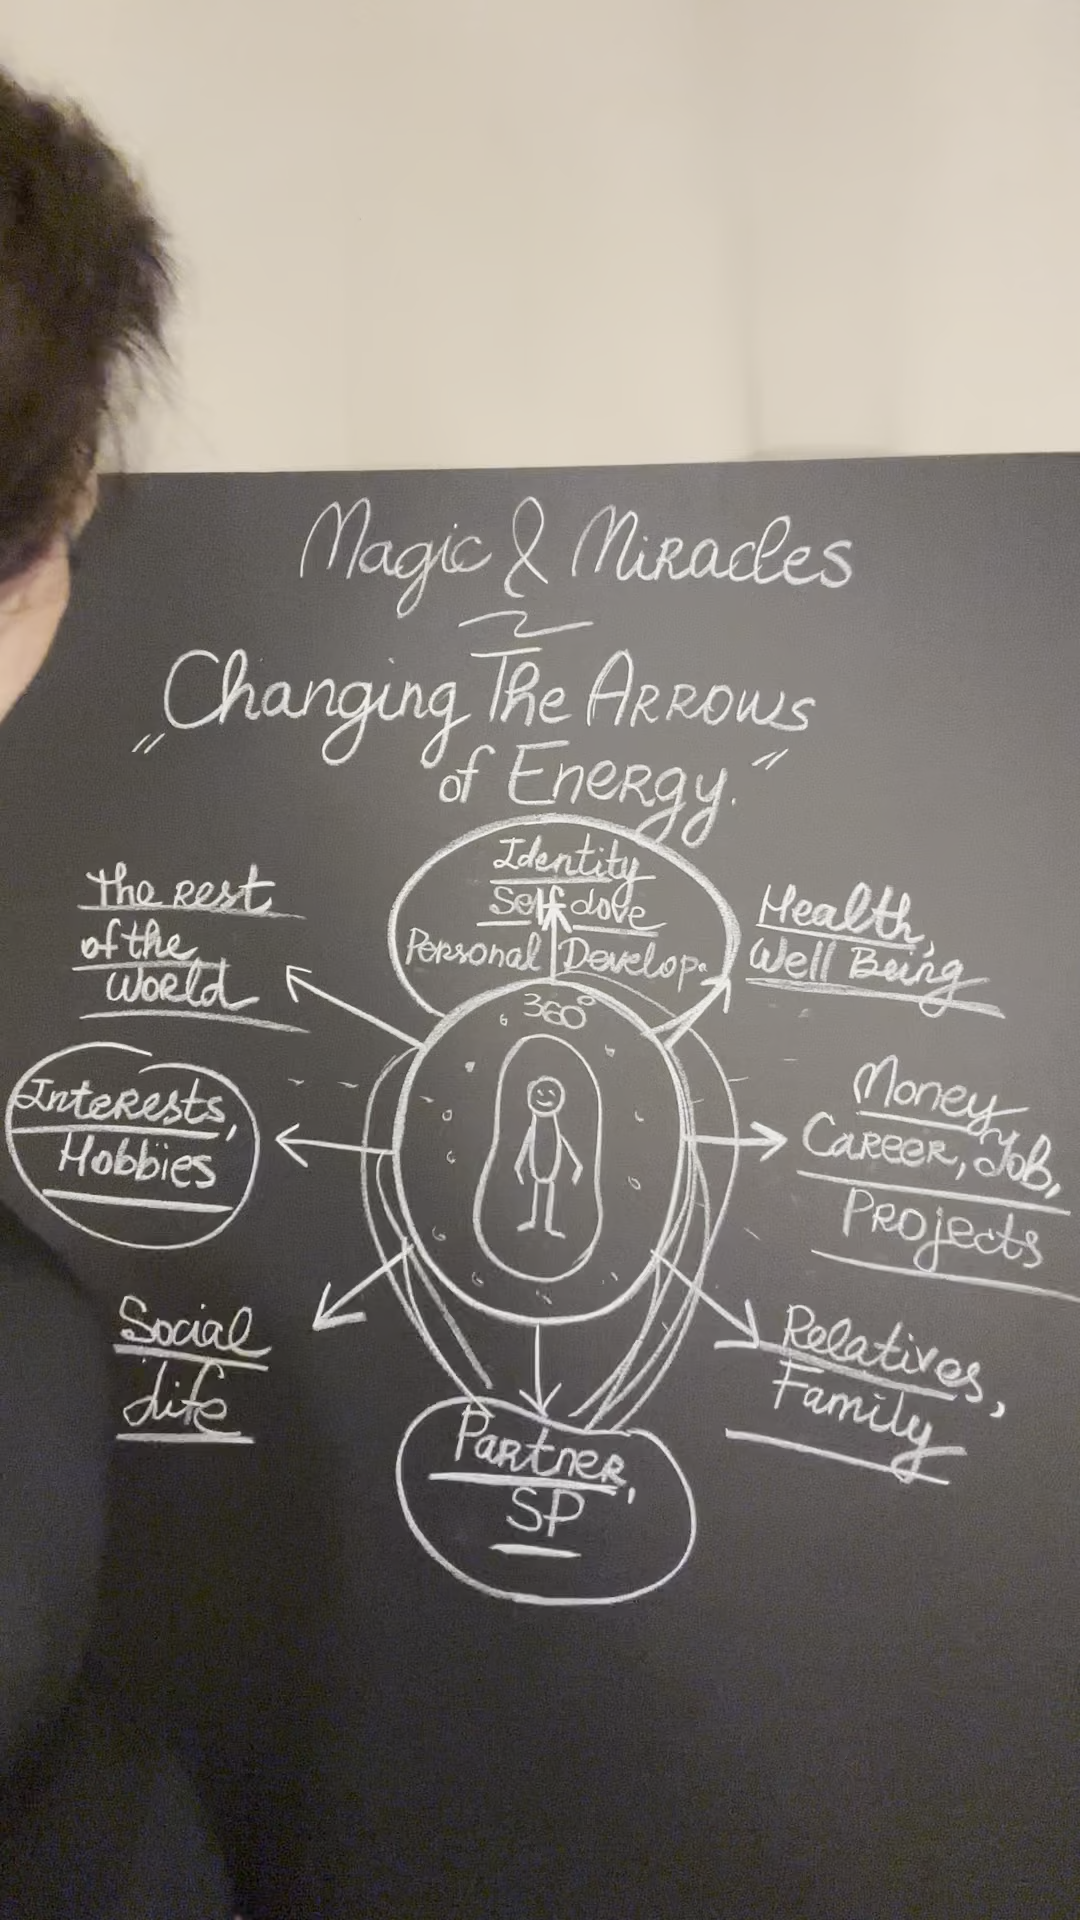 Magic & Miracles
"Changing The Arrows
of Energy."
Identity
Self Love
Personal Develop.
The rest
of the
World
Health,
Well Being
360°
Interests,
Hobbies
Money,
Career, Job,
Projects
Social
Life
Relatives,
Family
Partner,
SP